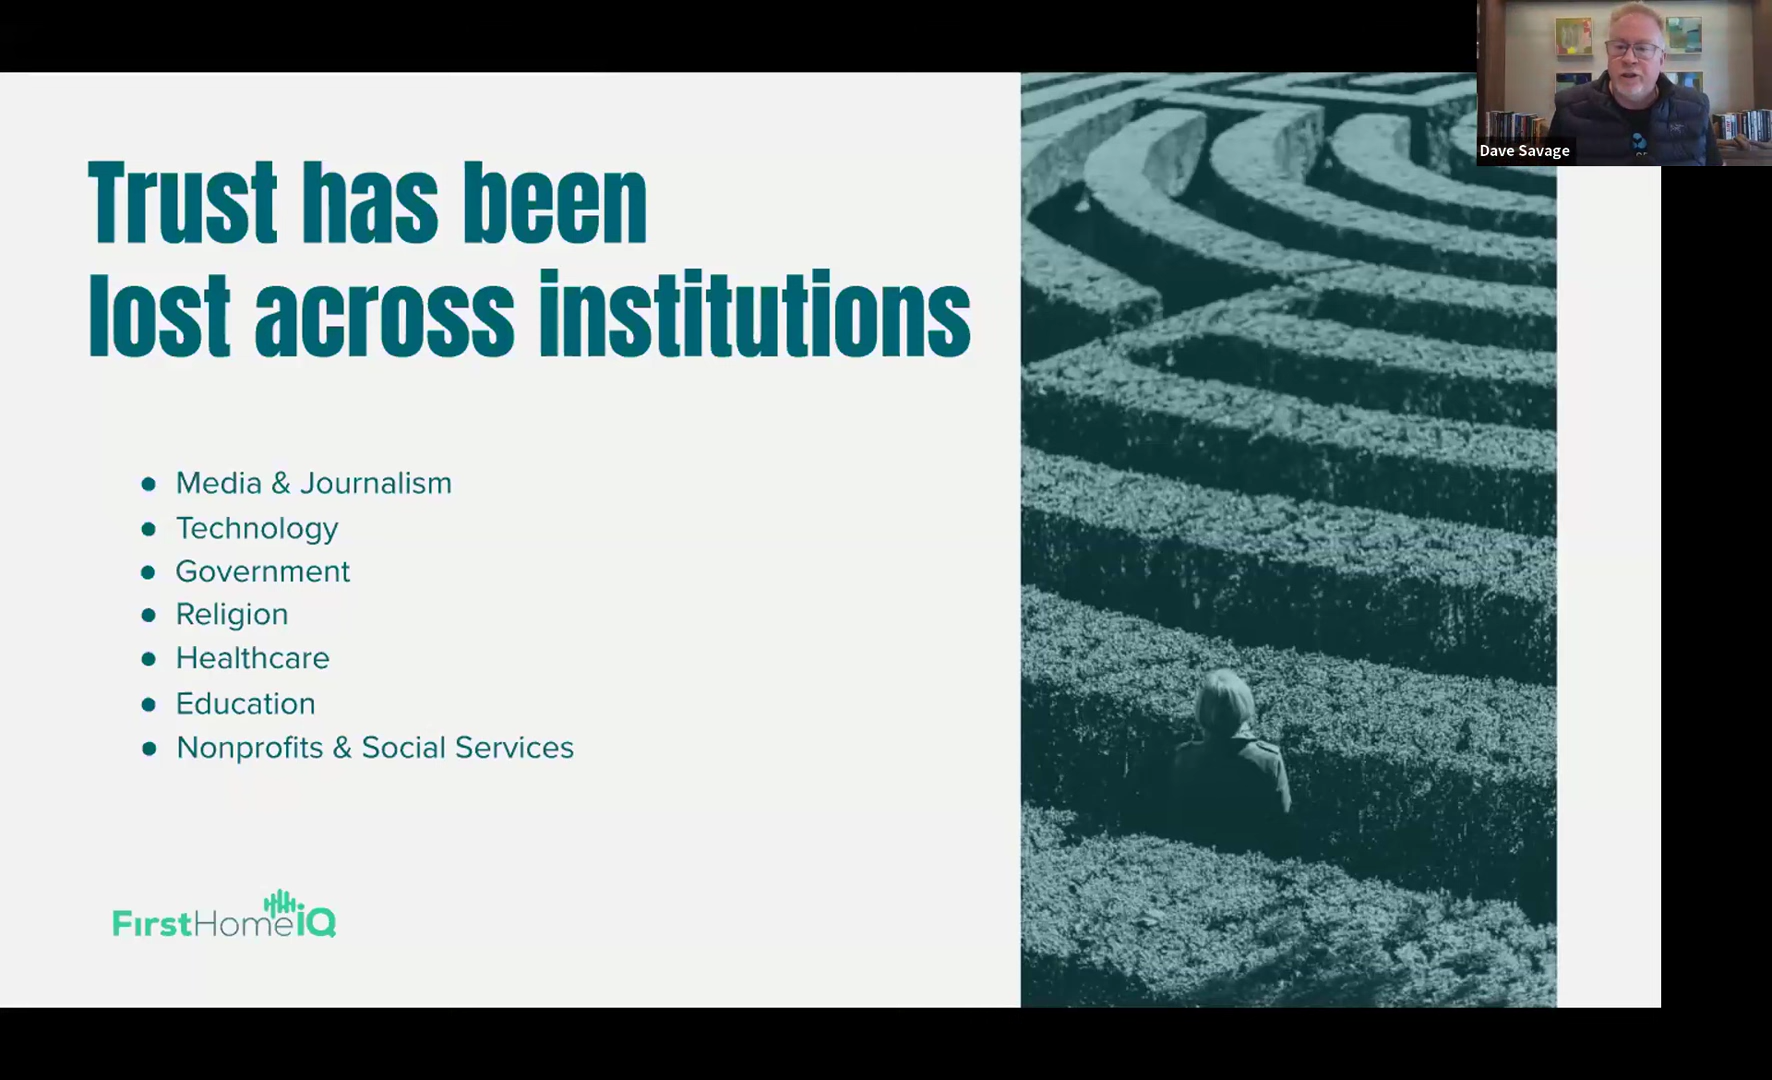 Dave Savage
Trust has been
lost across institutions
● Media & Journalism
● Technology
● Government
● Religion
● Healthcare
● Education
● Nonprofits & Social Services
FirstHomeiQ